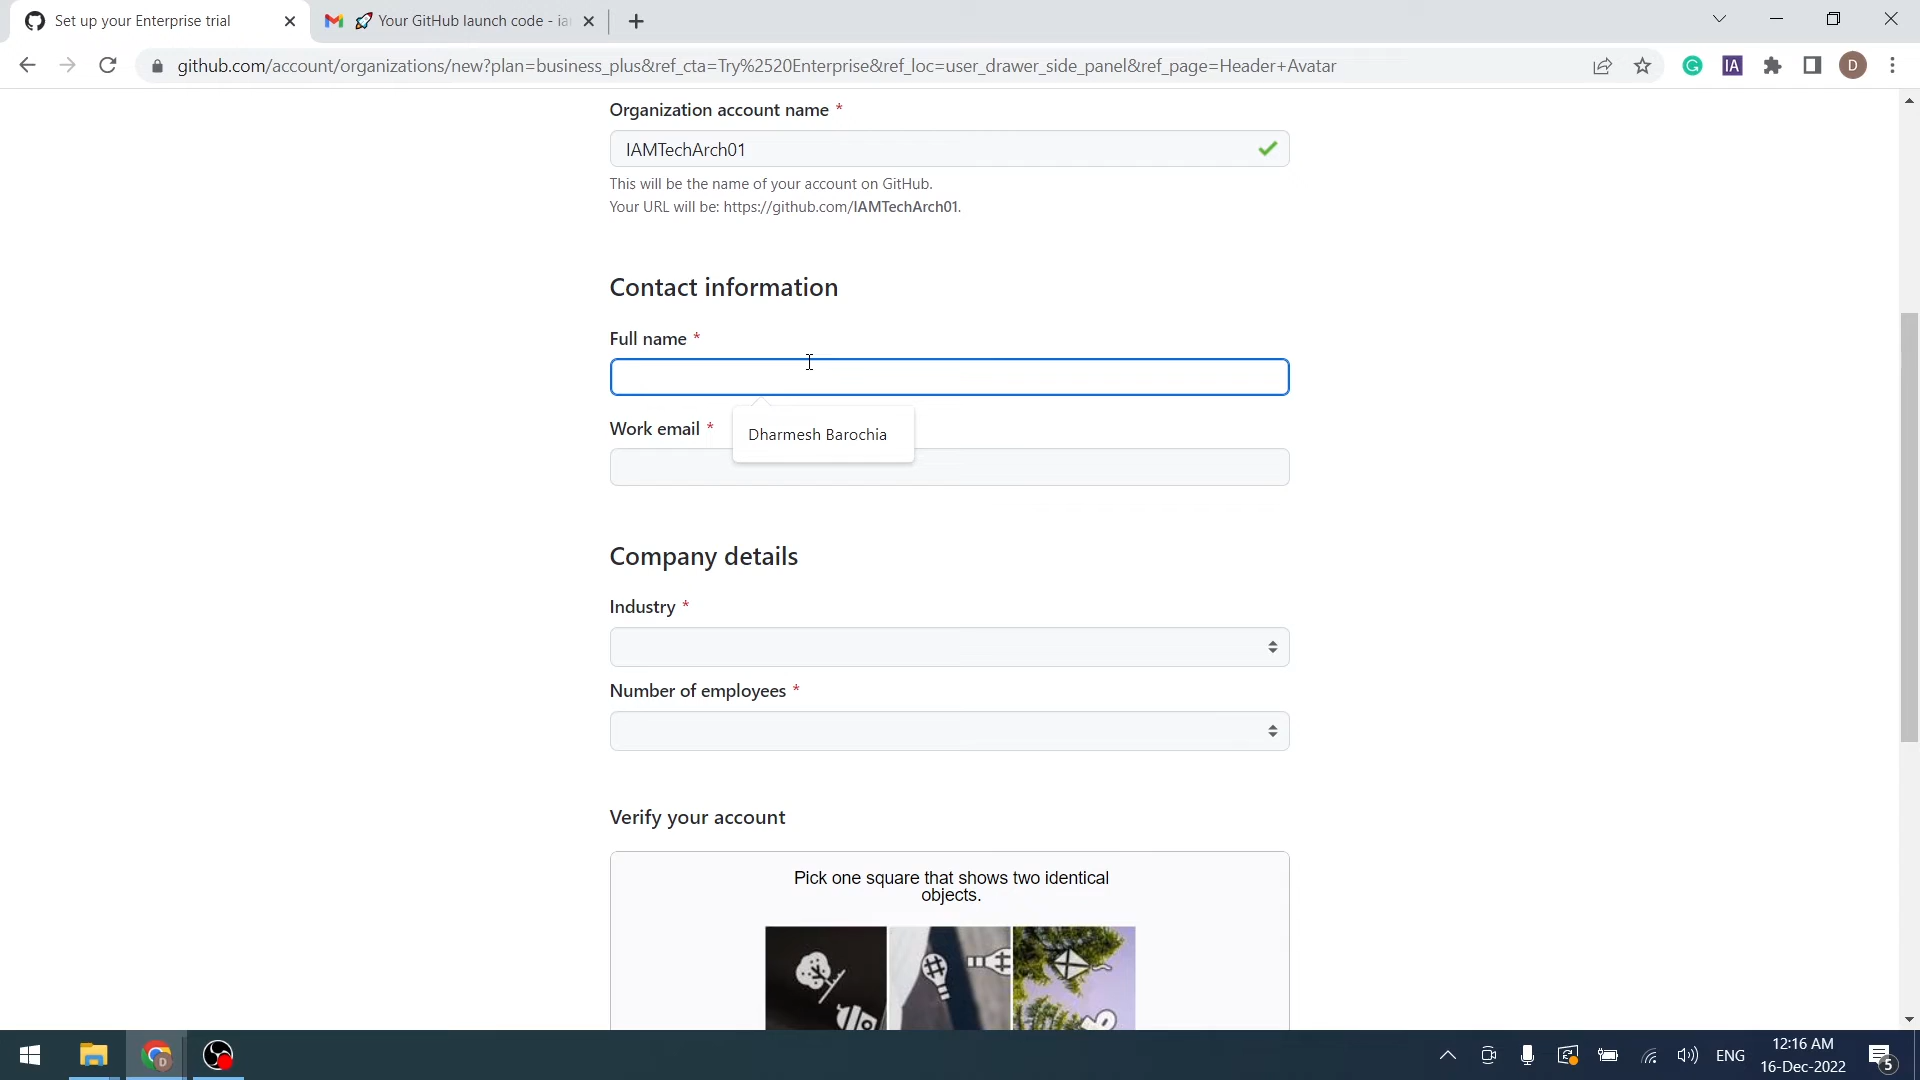 Set up your Enterprise trial
🚀 Your GitHub launch code - ia
github.com/account/organizations/new?plan=business_plus&ref_cta=Try%2520Enterprise&ref_loc=user_drawer_side_panel&ref_page=Header+Avatar
IA
D
Organization account name *
IAMTechArch01
This will be the name of your account on GitHub.
Your URL will be: https://github.com/IAMTechArch01.
Contact information
Full name *
Dharmesh Barochia
Work email *
Company details
Industry *
Number of employees *
Verify your account
Pick one square that shows two identical
objects.
ENG
12:16 AM
16-Dec-2022
5